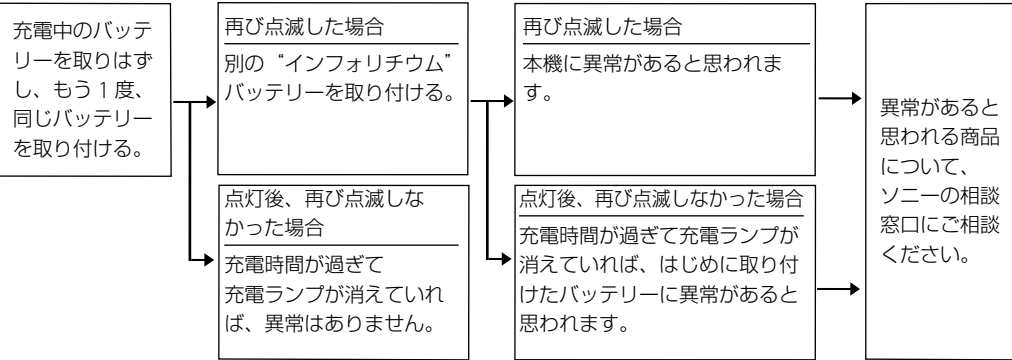 充電中のバッテ
リーを取りはず
し、もう1度、
同じバッテリー
を取り付ける。
再び点滅した場合
別の“インフォリチウム”
バッテリーを取り付ける。
点灯後、再び点滅しな
かった場合
充電時間が過ぎて
充電ランプが消えていれ
ば、異常はありません。
再び点滅した場合
本機に異常があると思われま
す。
点灯後、再び点滅しなかった場合
充電時間が過ぎて充電ランプが
消えていれば、はじめに取り付
けたバッテリーに異常があると
思われます。
異常があると
思われる商品
について、
ソニーの相談
窓口にご相談
ください。